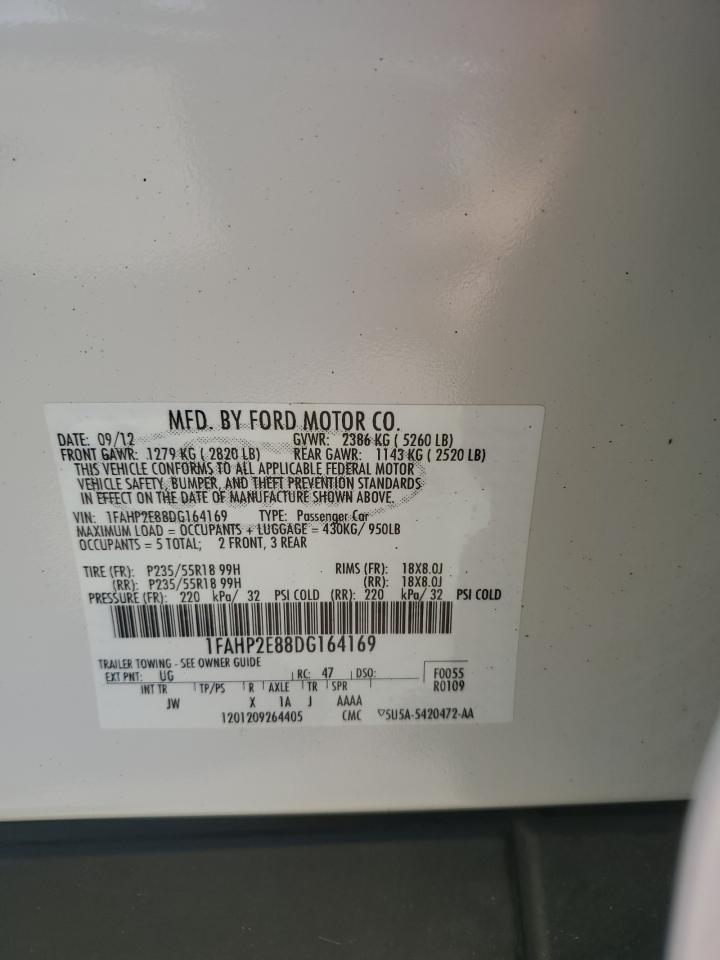 MFD. BY FORD MOTOR CO.
DATE: 09/12 GVWR: 2386 KG ( 5260 LB)
FRONT GAWR: 1279 KG ( 2820 LB) REAR GAWR: 1143 KG ( 2520 LB)
THIS VEHICLE CONFORMS TO ALL APPLICABLE FEDERAL MOTOR
VEHICLE SAFETY, BUMPER, AND THEFT PREVENTION STANDARDS
IN EFFECT ON THE DATE OF MANUFACTURE SHOWN ABOVE.
VIN: 1FAHP2E88DG164169 TYPE: Passenger Car
MAXIMUM LOAD = OCCUPANTS + LUGGAGE = 430KG/ 950LB
OCCUPANTS = 5 TOTAL; 2 FRONT, 3 REAR
TIRE (FR): P235/55R18 99H RIMS (FR): 18X8.0J
(RR): P235/55R18 99H (RR): 18X8.0J
PRESSURE (FR): 220 kPa/ 32 PSI COLD (RR): 220 kPa/ 32 PSI COLD
1FAHP2E88DG164169
TRAILER TOWING - SEE OWNER GUIDE
EXT PNT: UG RC: 47 DSO: F0055
R0109
INT TR TP/PS R AXLE TR SPR
JW X 1A J AAAA
1201209264405 CMC ▽5U5A-5420472-AA